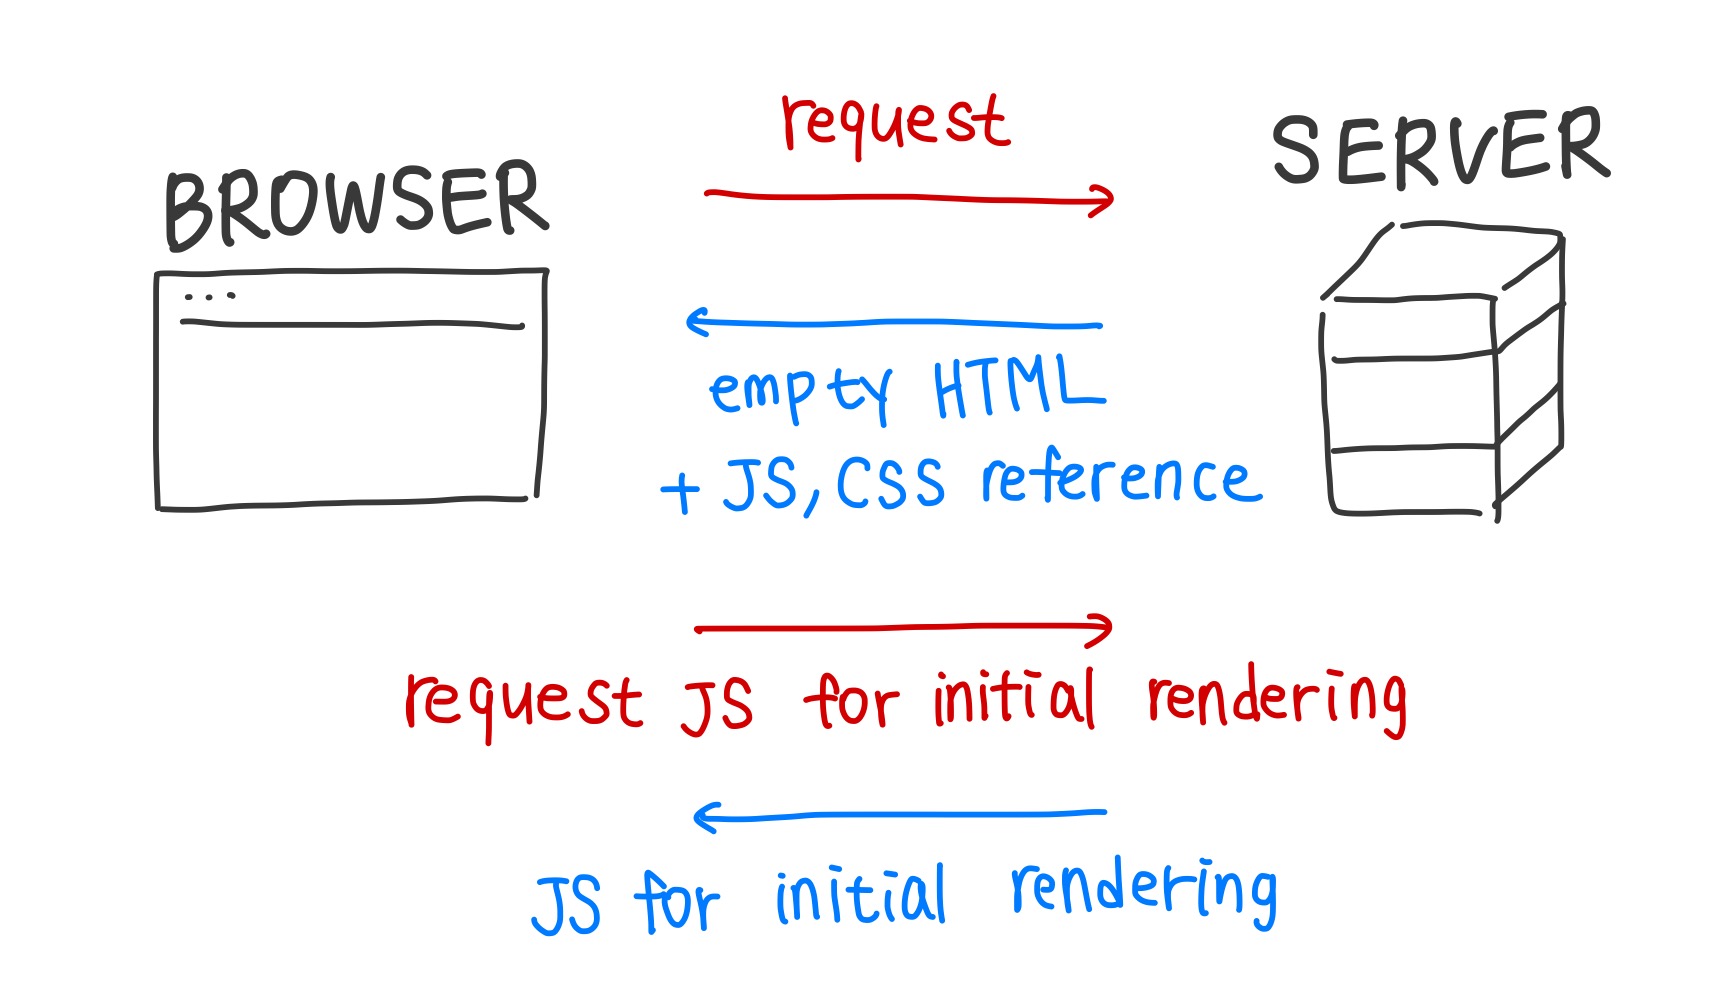 request
SERVER
BROWSER
empty HTML
+ JS, CSS reference
request JS for initial rendering
JS for initial rendering